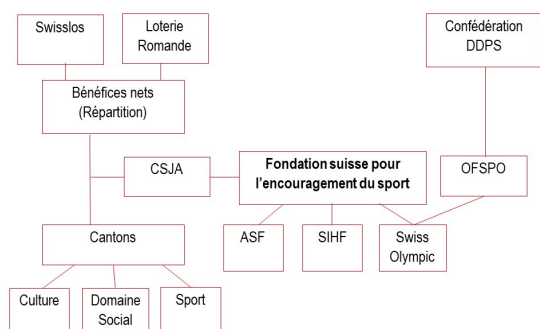 Swisslos
Loterie
Romande
Confédération
DDPS
Bénéfices nets
(Répartition)
CSJA
Fondation suisse pour
l'encouragement du sport
OFSPO
Cantons
ASF
SIHF
Swiss
Olympic
Culture
Domaine
Social
Sport